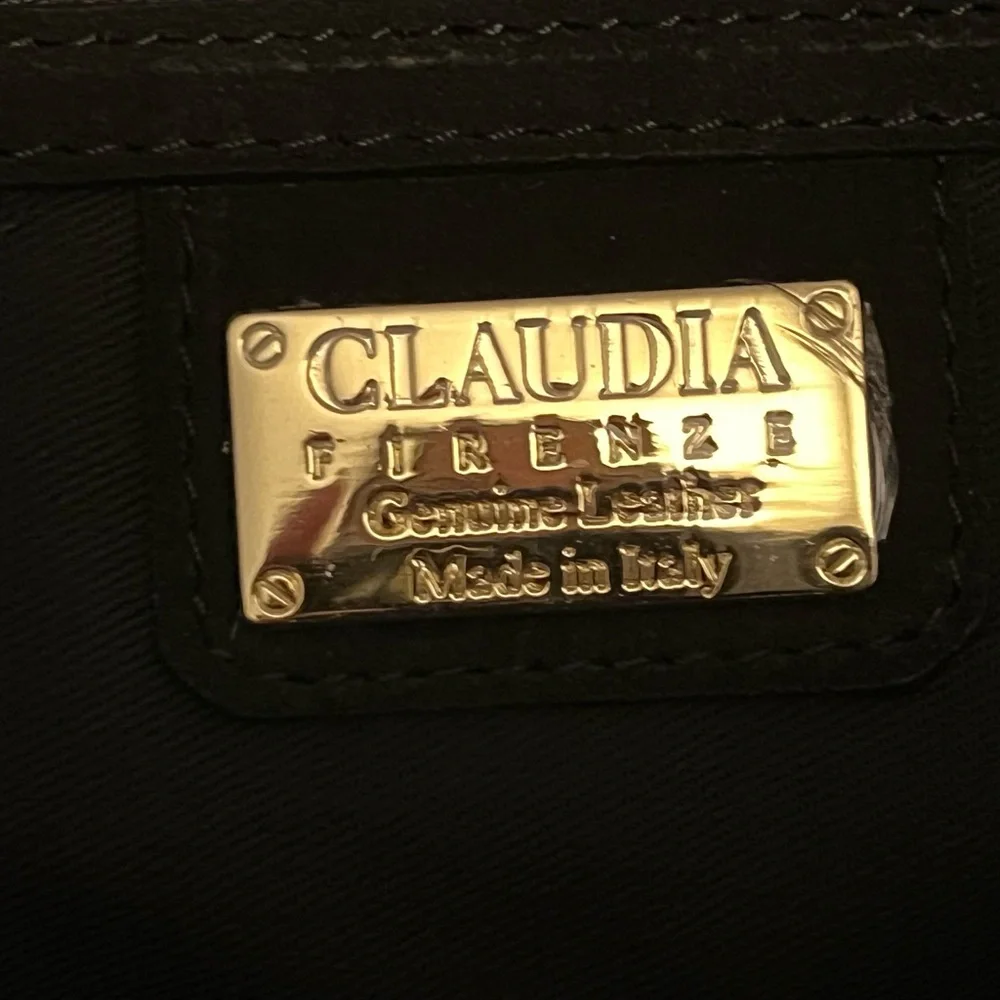 CLAUDIA
FIRENZE
Genuine Leather
Made in Italy